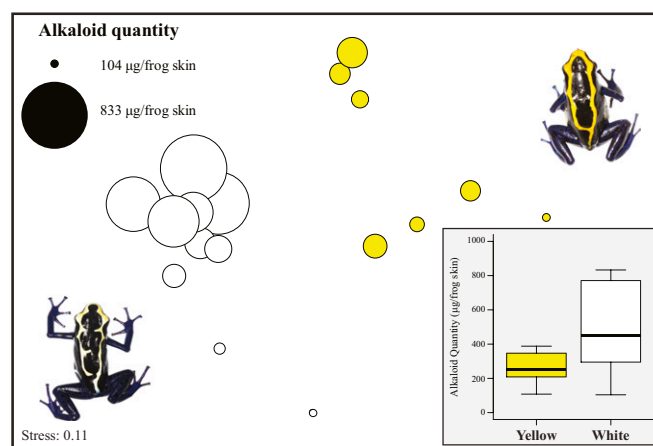 Alkaloid quantity
104 µg/frog skin
833 µg/frog skin
Stress: 0.11
Alkaloid Quantity (µg/frog skin)
1000
800
600
400
200
0
Yellow White